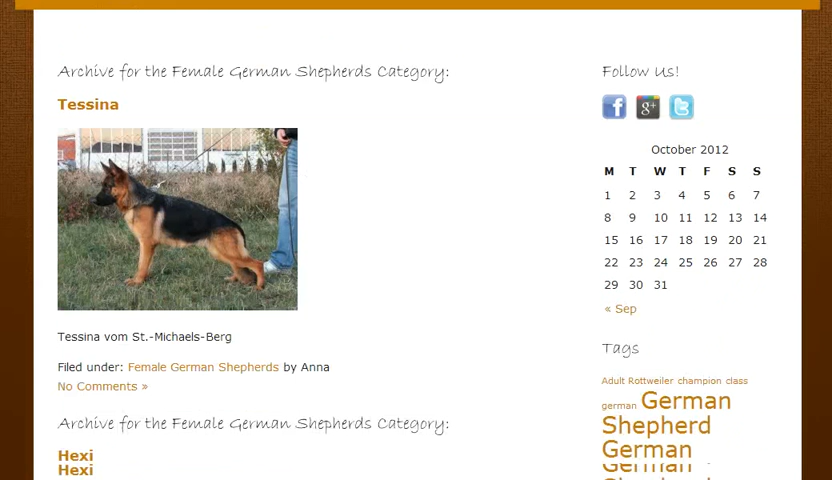 Archive for the Female German Shepherds Category:
Tessina
Tessina vom St.-Michaels-Berg
Filed under: Female German Shepherds by Anna
No Comments »
Archive for the Female German Shepherds Category:
Hexi
Hexi
Follow Us!
f g+ t
October 2012
M T W T F S S
1 2 3 4 5 6 7
8 9 10 11 12 13 14
15 16 17 18 19 20 21
22 23 24 25 26 27 28
29 30 31
« Sep
Tags
Adult Rottweiler champion class
german German
Shepherd
German
German